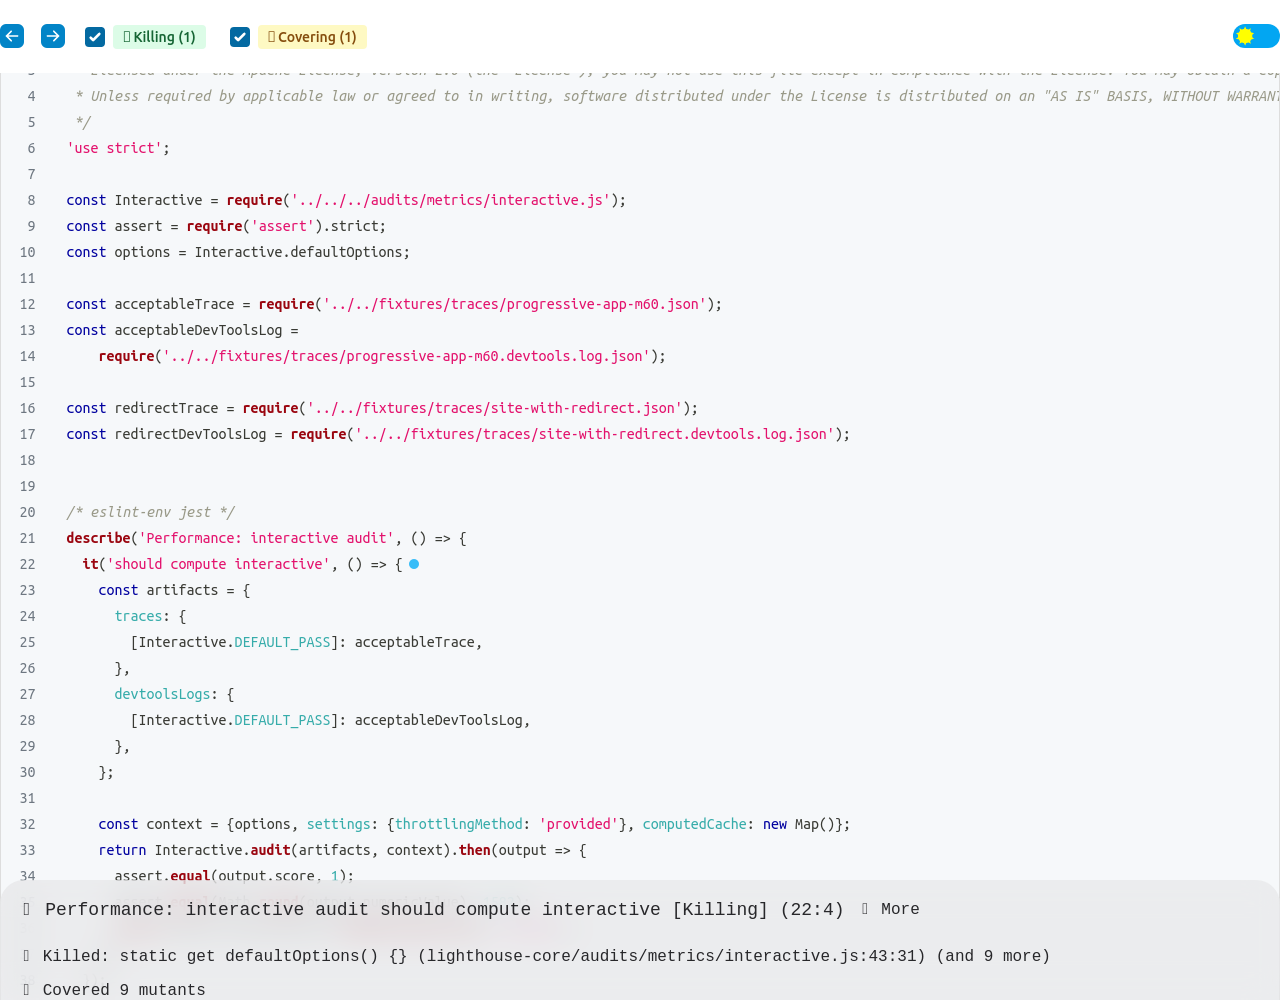 Killing (1) Covering (1)
4 * Unless required by applicable law or agreed to in writing, software distributed under the License is distributed on an "AS IS" BASIS, WITHOUT WARRANT
5 */
6 'use strict';
7
8 const Interactive = require('../../../audits/metrics/interactive.js');
9 const assert = require('assert').strict;
10 const options = Interactive.defaultOptions;
11
12 const acceptableTrace = require('../../fixtures/traces/progressive-app-m60.json');
13 const acceptableDevToolsLog =
14 require('../../fixtures/traces/progressive-app-m60.devtools.log.json');
15
16 const redirectTrace = require('../../fixtures/traces/site-with-redirect.json');
17 const redirectDevToolsLog = require('../../fixtures/traces/site-with-redirect.devtools.log.json');
18
19
20 /* eslint-env jest */
21 describe('Performance: interactive audit', () => {
22 it('should compute interactive', () => {
23 const artifacts = {
24 traces: {
25 [Interactive.DEFAULT_PASS]: acceptableTrace,
26 },
27 devtoolsLogs: {
28 [Interactive.DEFAULT_PASS]: acceptableDevToolsLog,
29 },
30 };
31
32 const context = {options, settings: {throttlingMethod: 'provided'}, computedCache: new Map()};
33 return Interactive.audit(artifacts, context).then(output => {
34 assert.equal(output.score, 1);
Performance: interactive audit should compute interactive [Killing] (22:4) More
Killed: static get defaultOptions() {} (lighthouse-core/audits/metrics/interactive.js:43:31) (and 9 more)
Covered 9 mutants